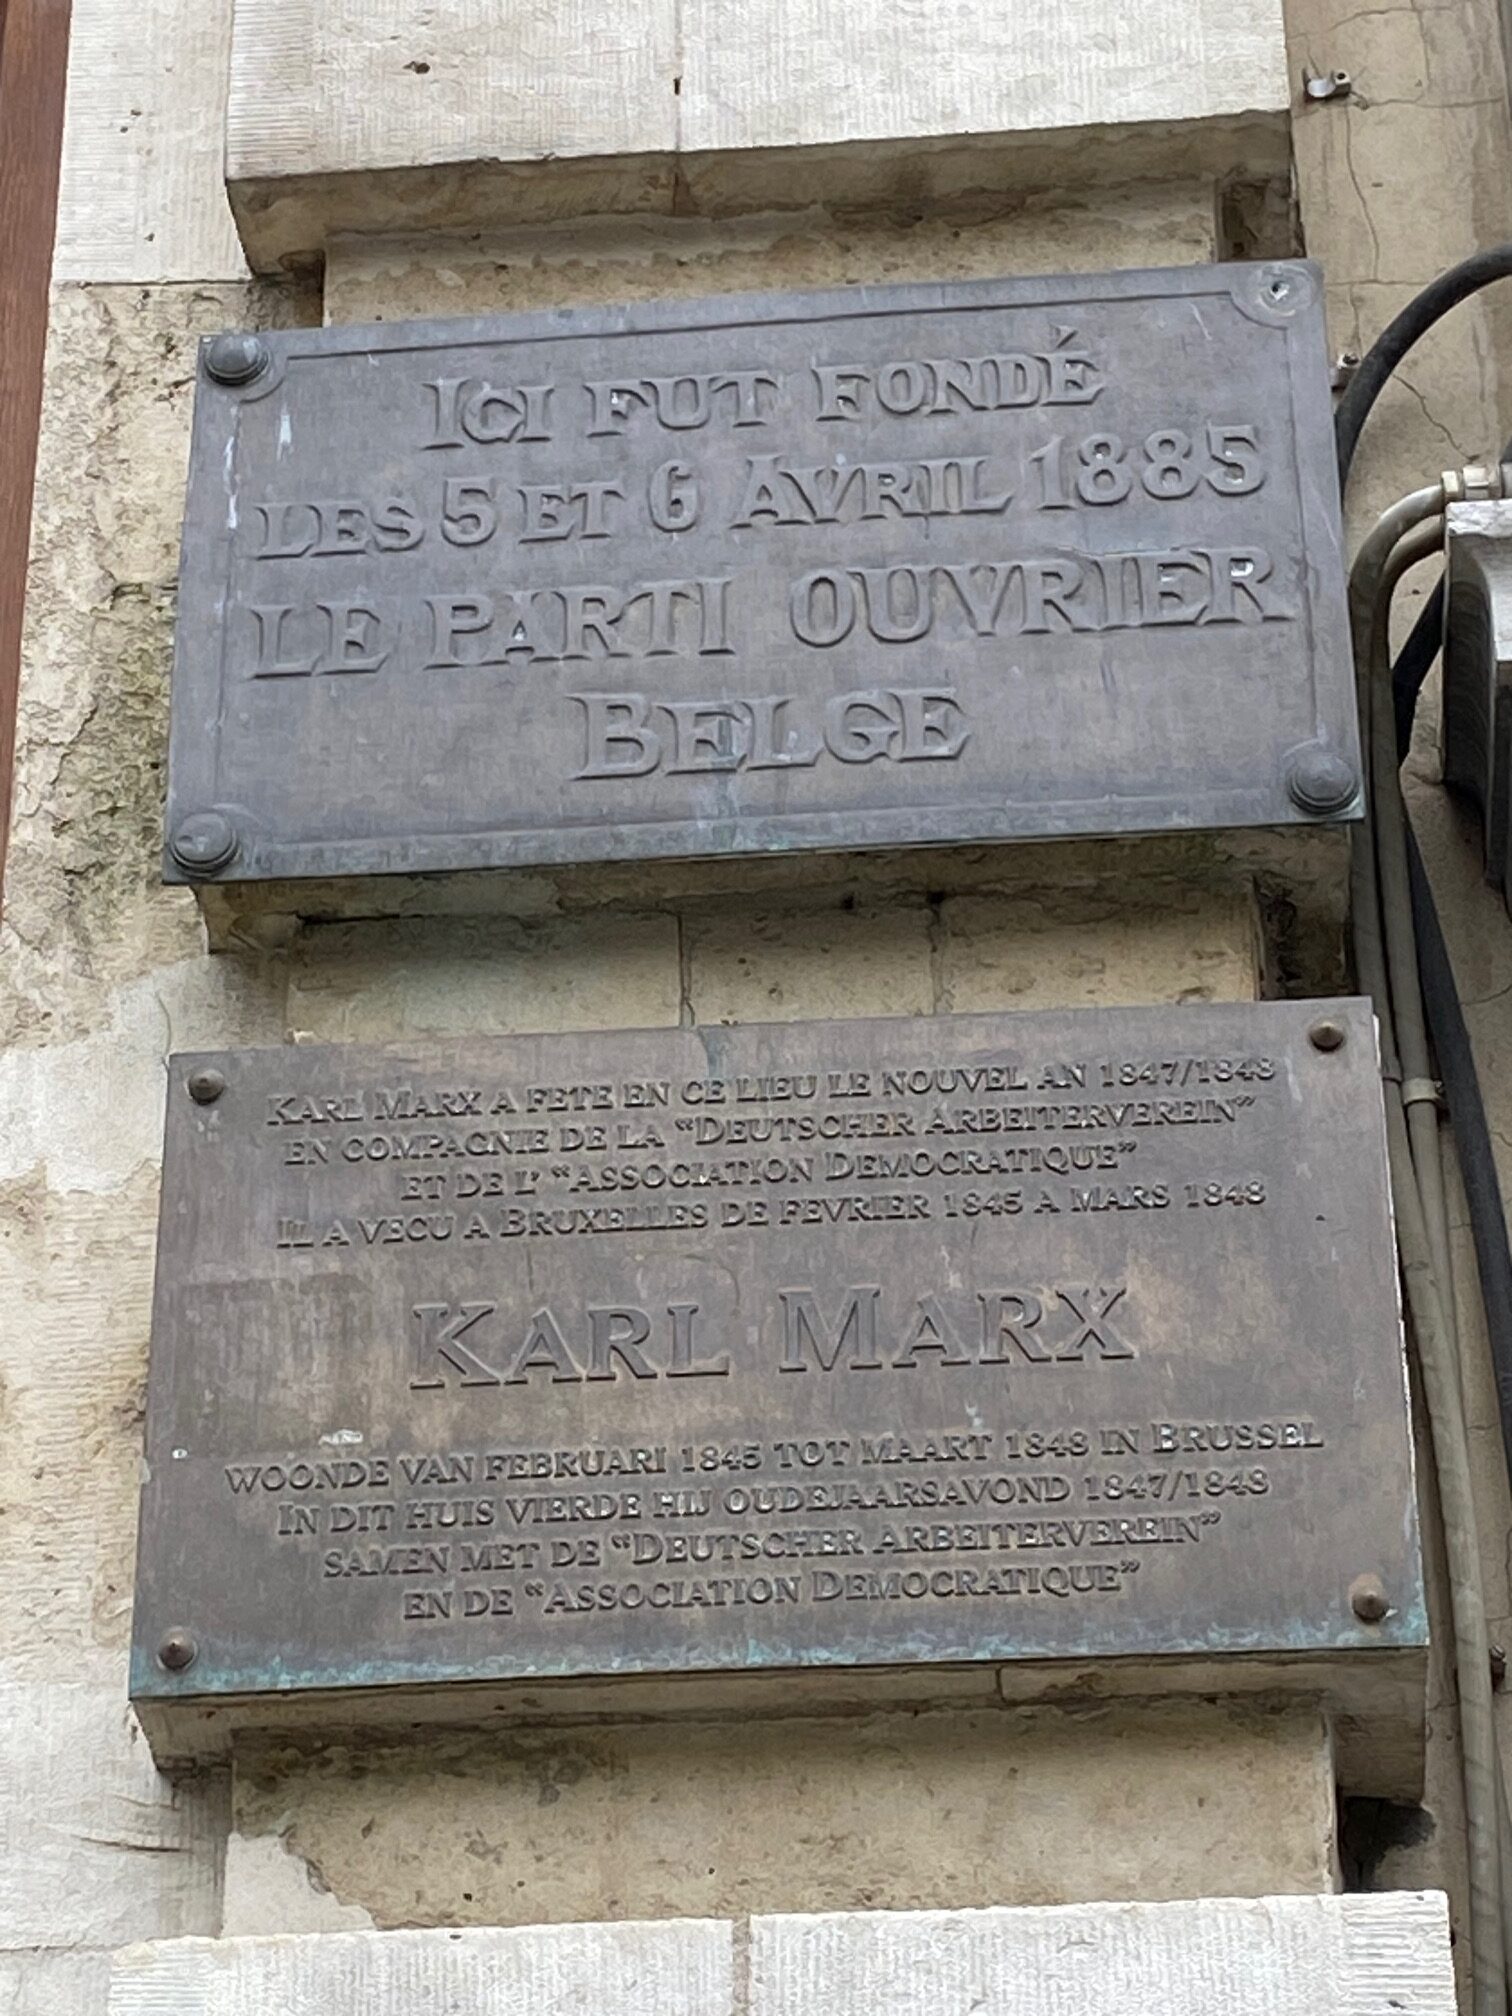 ICI FUT FONDÉ
LES 5 ET 6 AVRIL 1885
LE PARTI OUVRIER
BELGE
KARL MARX A FETE EN CE LIEU LE NOUVEL AN 1847/1848
EN COMPAGNIE DE LA “DEUTSCHER ARBEITERVEREIN”
ET DE L’ “ASSOCIATION DEMOCRATIQUE”
IL A VECU A BRUXELLES DE FEVRIER 1845 A MARS 1848
KARL MARX
WOONDE VAN FEBRUARI 1845 TOT MAART 1848 IN BRUSSEL
IN DIT HUIS VIERDE HIJ OUDEJAARSAVOND 1847/1848
SAMEN MET DE “DEUTSCHER ARBEITERVEREIN”
EN DE “ASSOCIATION DEMOCRATIQUE”